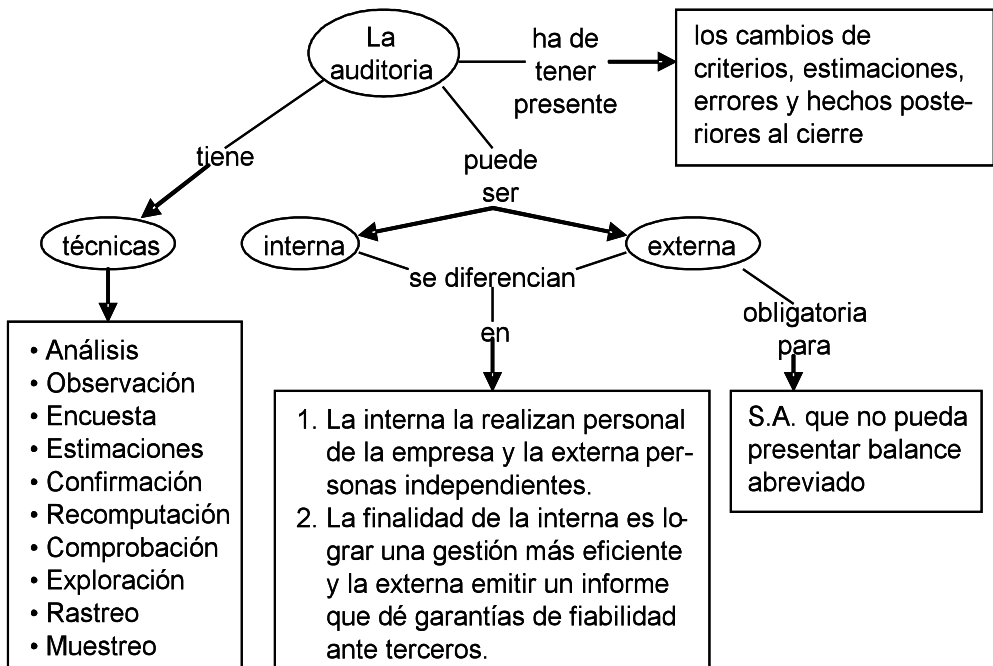 La
auditoria
ha de
tener
presente
los cambios de
criterios, estimaciones,
errores y hechos poste-
riores al cierre
tiene
puede
ser
técnicas
interna
externa
se diferencian
en
obligatoria
para
• Análisis
• Observación
• Encuesta
• Estimaciones
• Confirmación
• Recomputación
• Comprobación
• Exploración
• Rastreo
• Muestreo
1. La interna la realizan personal
de la empresa y la externa per-
sonas independientes.
2. La finalidad de la interna es lo-
grar una gestión más eficiente
y la externa emitir un informe
que dé garantías de fiabilidad
ante terceros.
S.A. que no pueda
presentar balance
abreviado